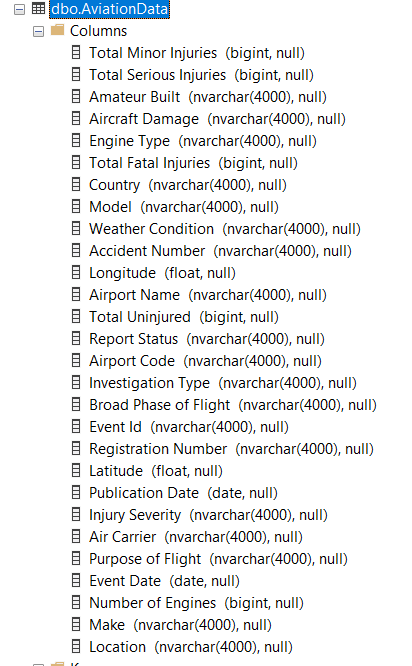 dbo.AviationData
Columns
Total Minor Injuries (bigint, null)
Total Serious Injuries (bigint, null)
Amateur Built (nvarchar(4000), null)
Aircraft Damage (nvarchar(4000), null)
Engine Type (nvarchar(4000), null)
Total Fatal Injuries (bigint, null)
Country (nvarchar(4000), null)
Model (nvarchar(4000), null)
Weather Condition (nvarchar(4000), null)
Accident Number (nvarchar(4000), null)
Longitude (float, null)
Airport Name (nvarchar(4000), null)
Total Uninjured (bigint, null)
Report Status (nvarchar(4000), null)
Airport Code (nvarchar(4000), null)
Investigation Type (nvarchar(4000), null)
Broad Phase of Flight (nvarchar(4000), null)
Event Id (nvarchar(4000), null)
Registration Number (nvarchar(4000), null)
Latitude (float, null)
Publication Date (date, null)
Injury Severity (nvarchar(4000), null)
Air Carrier (nvarchar(4000), null)
Purpose of Flight (nvarchar(4000), null)
Event Date (date, null)
Number of Engines (bigint, null)
Make (nvarchar(4000), null)
Location (nvarchar(4000), null)